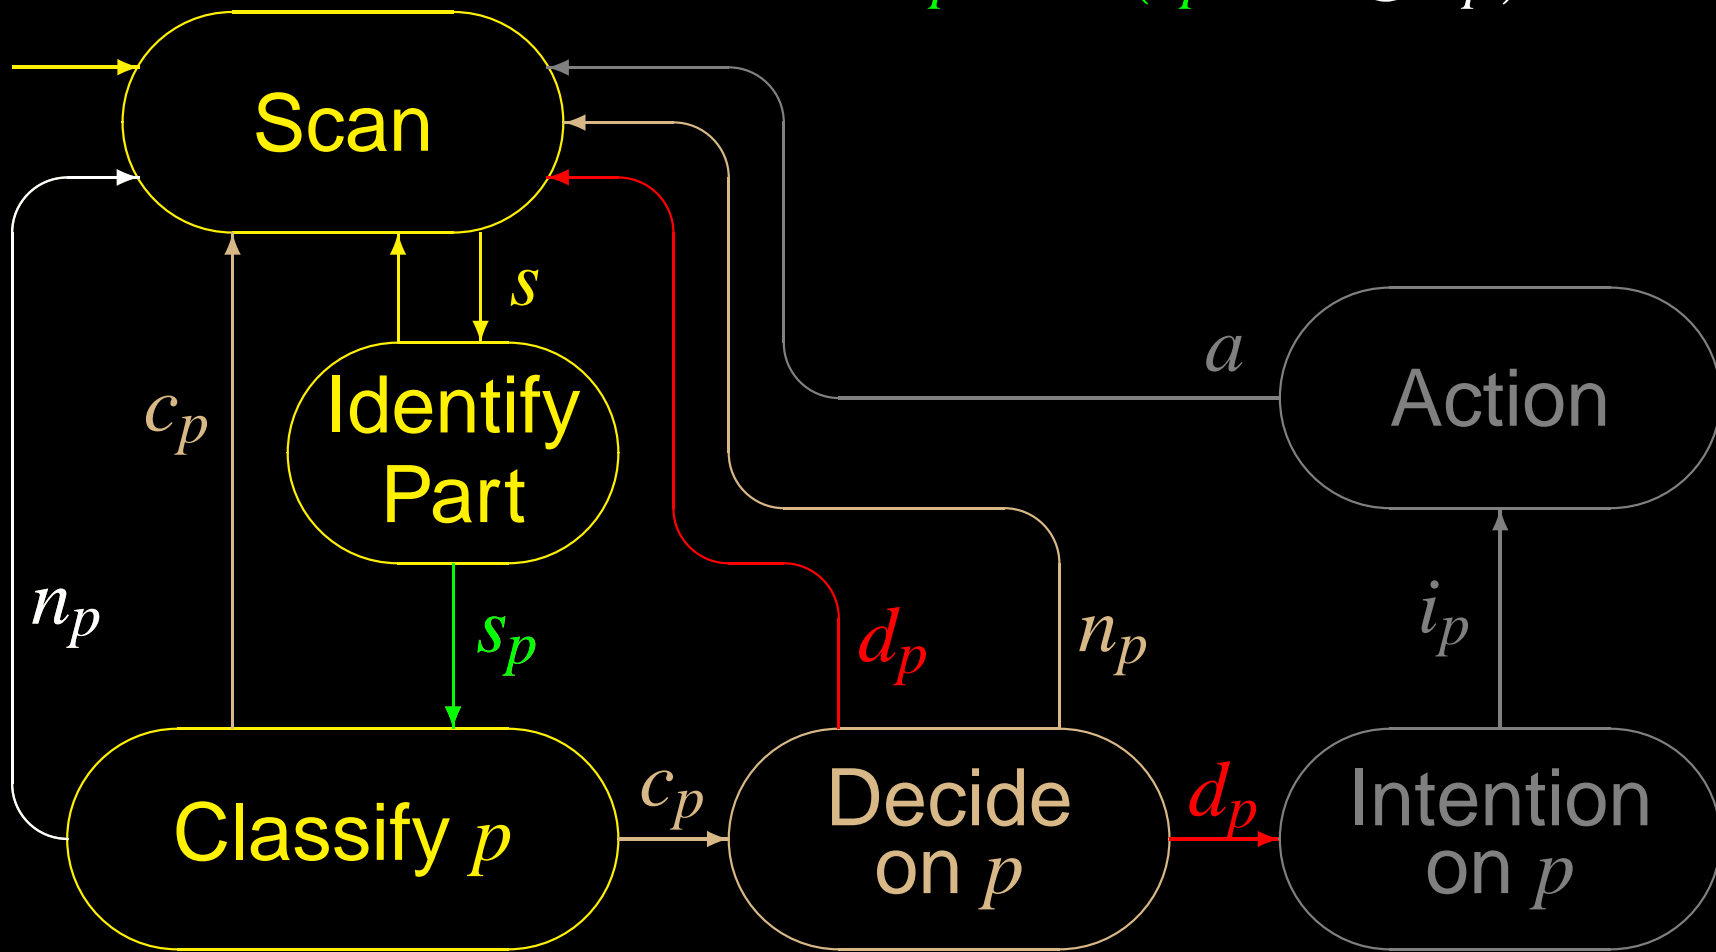 Scan
s
Identify
Part
a
Action
c_p
n_p
s_p
d_p
n_p
i_p
Classify p
c_p
Decide
on p
d_p
Intention
on p